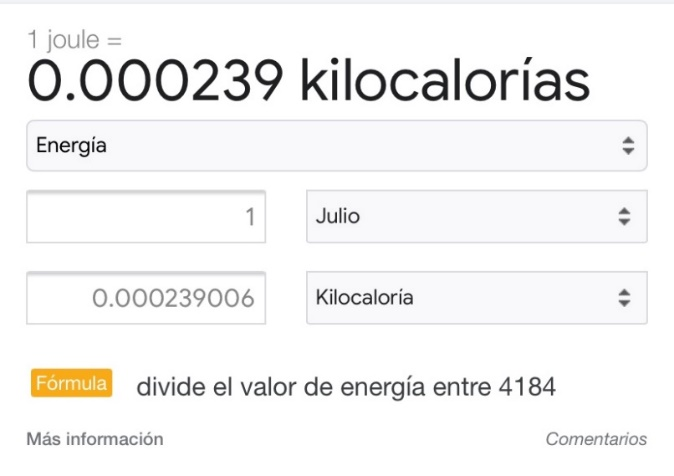 1 joule =
0.000239 kilocalorías
Energía
1 Julio
0.000239006 Kilocaloría
Fórmula divide el valor de energía entre 4184
Más información Comentarios